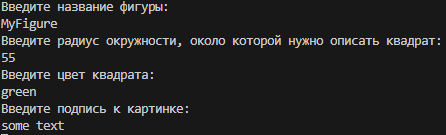 Введите название фигуры:
MyFigure
Введите радиус окружности, около которой нужно описать квадрат:
55
Введите цвет квадрата:
green
Введите подпись к картинке:
some text